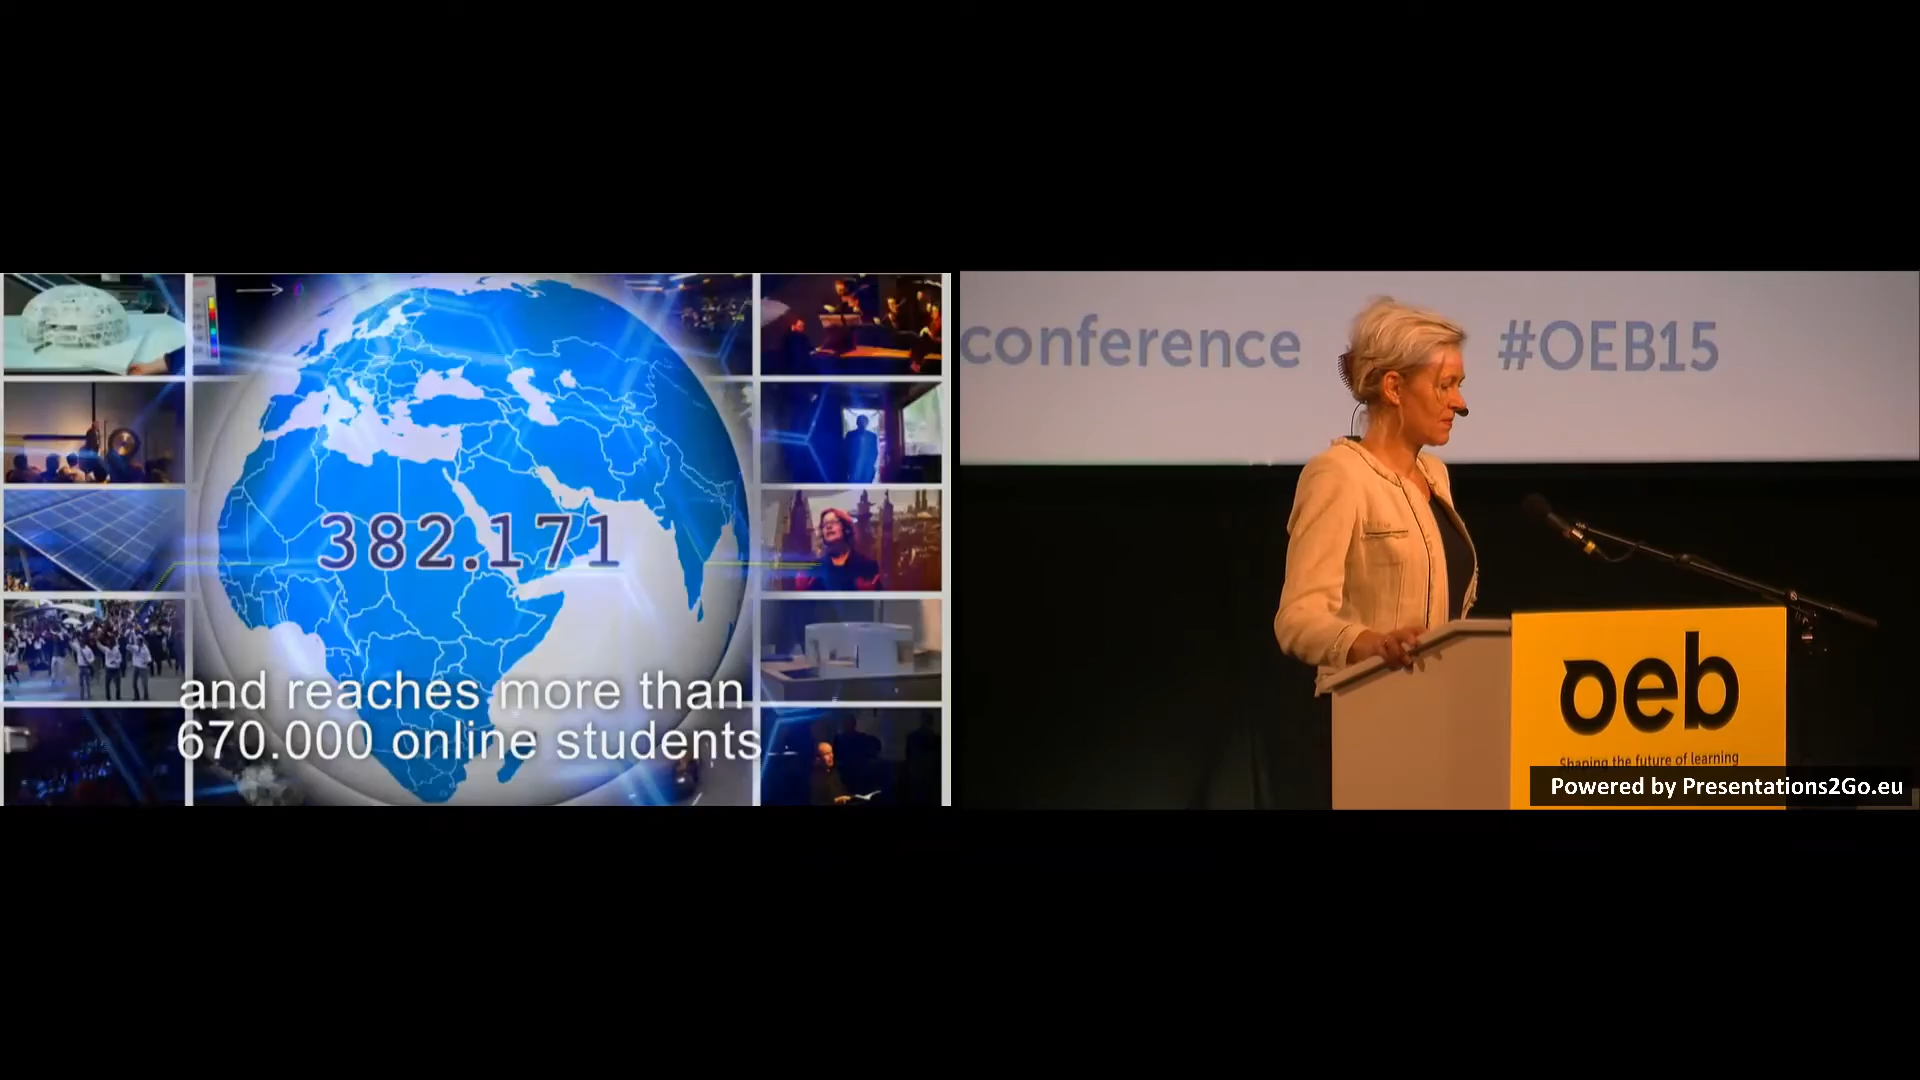 382.171
and reaches more than
670.000 online students
conference #OEB15
oeb
Shaping the future of learning
Powered by Presentations2Go.eu